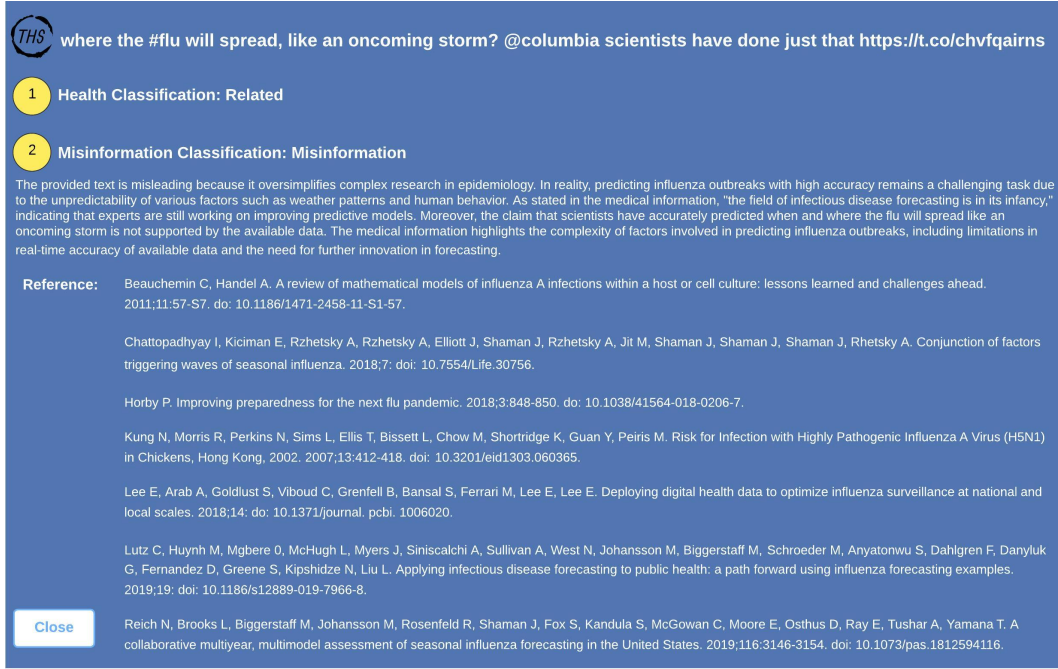 THS
where the #flu will spread, like an oncoming storm? @columbia scientists have done just that https://t.co/chvfqairns
1
Health Classification: Related
2
Misinformation Classification: Misinformation
The provided text is misleading because it oversimplifies complex research in epidemiology. In reality, predicting influenza outbreaks with high accuracy remains a challenging task due
to the unpredictability of various factors such as weather patterns and human behavior. As stated in the medical information, "the field of infectious disease forecasting is in its infancy,"
indicating that experts are still working on improving predictive models. Moreover, the claim that scientists have accurately predicted when and where the flu will spread like an
oncoming storm is not supported by the available data. The medical information highlights the complexity of factors involved in predicting influenza outbreaks, including limitations in
real-time accuracy of available data and the need for further innovation in forecasting.
Reference:
Beauchemin C, Handel A. A review of mathematical models of influenza A infections within a host or cell culture: lessons learned and challenges ahead.
2011;11:57-S7. do: 10.1186/1471-2458-11-S1-57.
Chattopadhyay I, Kiciman E, Rzhetsky A, Rzhetsky A, Elliott J, Shaman J, Rzhetsky A, Jit M, Shaman J, Shaman J, Shaman J, Rhetsky A. Conjunction of factors
triggering waves of seasonal influenza. 2018;7: doi: 10.7554/Life.30756.
Horby P. Improving preparedness for the next flu pandemic. 2018;3:848-850. do: 10.1038/41564-018-0206-7.
Kung N, Morris R, Perkins N, Sims L, Ellis T, Bissett L, Chow M, Shortridge K, Guan Y, Peiris M. Risk for Infection with Highly Pathogenic Influenza A Virus (H5N1)
in Chickens, Hong Kong, 2002. 2007;13:412-418. doi: 10.3201/eid1303.060365.
Lee E, Arab A, Goldlust S, Viboud C, Grenfell B, Bansal S, Ferrari M, Lee E, Lee E. Deploying digital health data to optimize influenza surveillance at national and
local scales. 2018;14: do: 10.1371/journal. pcbi. 1006020.
Lutz C, Huynh M, Mgbere 0, McHugh L, Myers J, Siniscalchi A, Sullivan A, West N, Johansson M, Biggerstaff M, Schroeder M, Anyatonwu S, Dahlgren F, Danyluk
G, Fernandez D, Greene S, Kipshidze N, Liu L. Applying infectious disease forecasting to public health: a path forward using influenza forecasting examples.
2019;19: doi: 10.1186/s12889-019-7966-8.
Close
Reich N, Brooks L, Biggerstaff M, Johansson M, Rosenfeld R, Shaman J, Fox S, Kandula S, McGowan C, Moore E, Osthus D, Ray E, Tushar A, Yamana T. A
collaborative multiyear, multimodel assessment of seasonal influenza forecasting in the United States. 2019;116:3146-3154. doi: 10.1073/pas.1812594116.